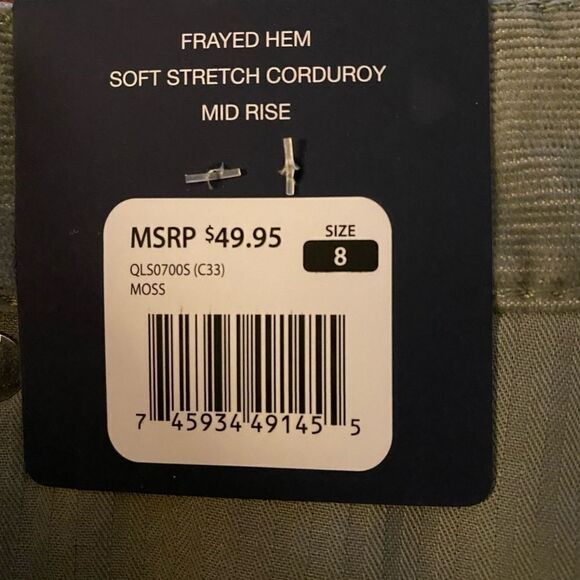 FRAYED HEM
SOFT STRETCH CORDUROY
MID RISE
MSRP $49.95
SIZE
8
QLS0700S (C33)
MOSS
7 45934 49145 5